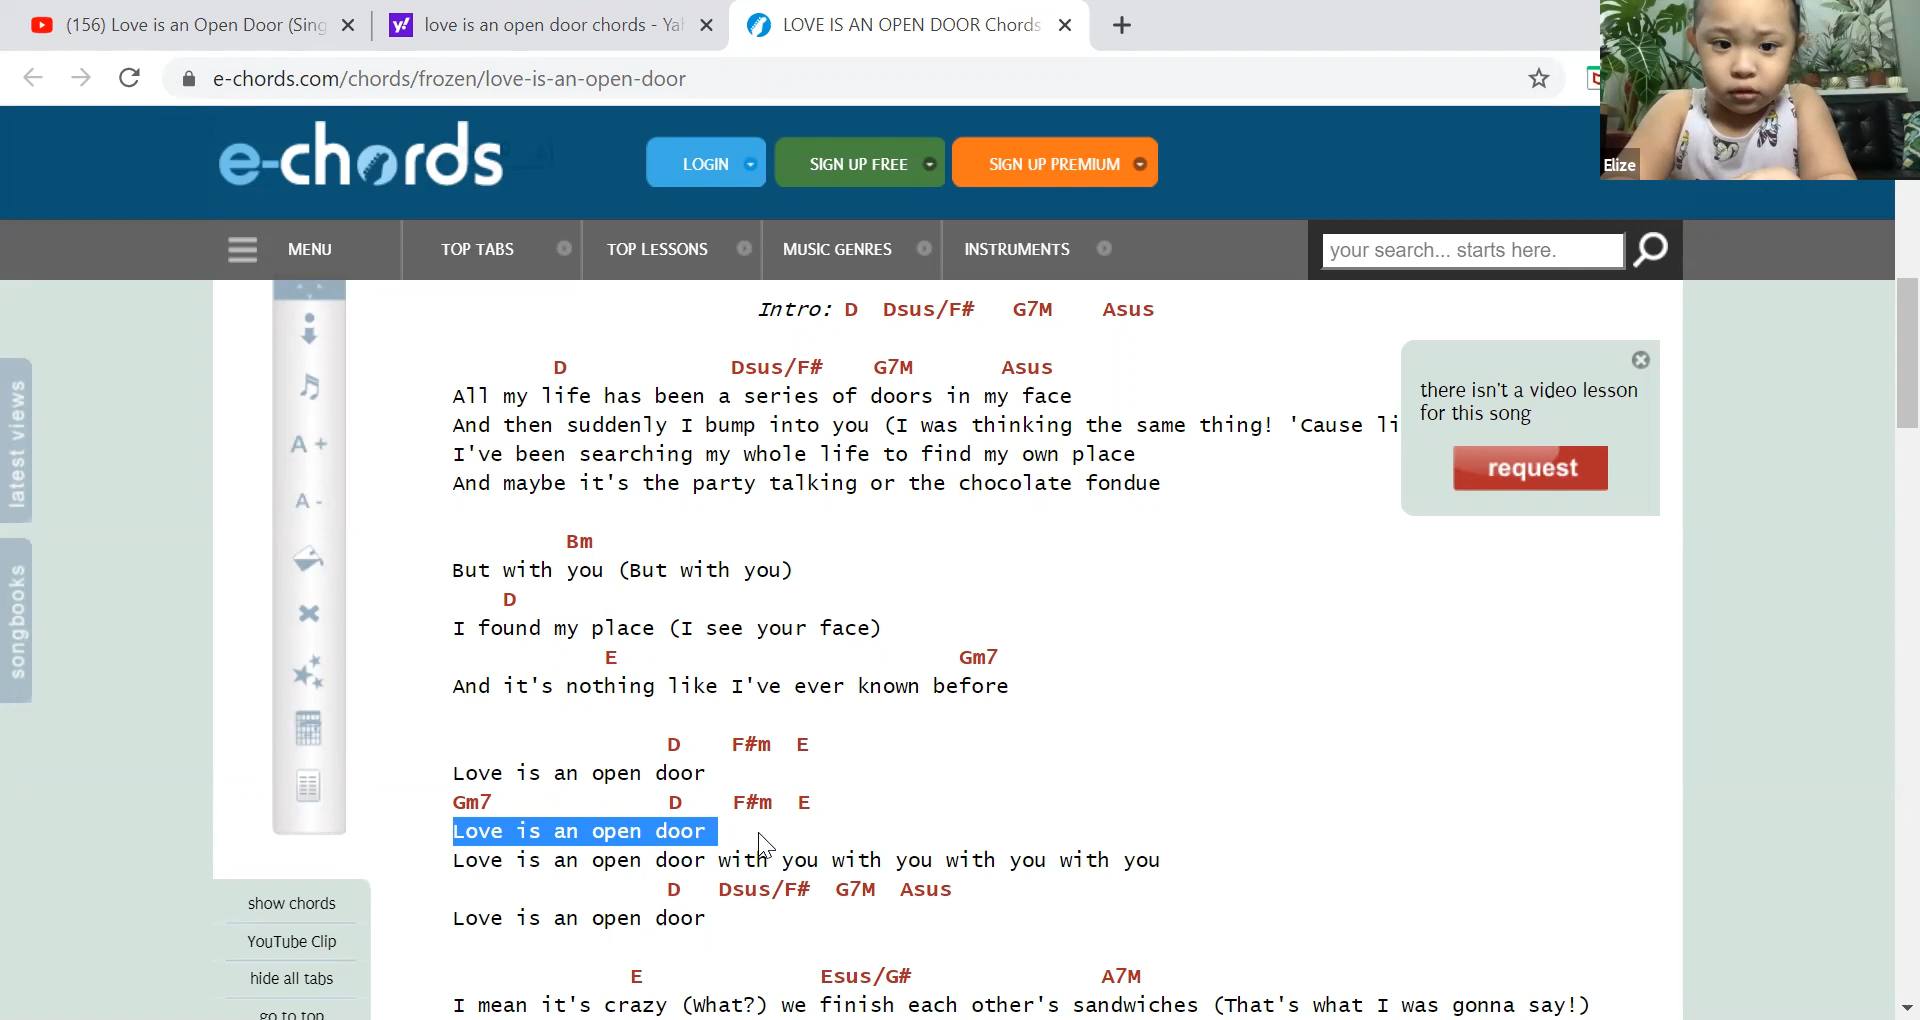 (156) Love is an Open Door (Sing
love is an open door chords - Ya
LOVE IS AN OPEN DOOR Chords
e-chords.com/chords/frozen/love-is-an-open-door
Elize
e-chords
LOGIN
SIGN UP FREE
SIGN UP PREMIUM
MENU
TOP TABS
TOP LESSONS
MUSIC GENRES
INSTRUMENTS
your search... starts here.
latest views
songbooks
A +
A -
Intro: D Dsus/F# G7M Asus
D Dsus/F# G7M Asus
All my life has been a series of doors in my face
And then suddenly I bump into you (I was thinking the same thing! 'Cause li
I've been searching my whole life to find my own place
And maybe it's the party talking or the chocolate fondue
there isn't a video lesson
for this song
request
Bm
But with you (But with you)
D
I found my place (I see your face)
E Gm7
And it's nothing like I've ever known before
D F#m E
Love is an open door
Gm7 D F#m E
Love is an open door
Love is an open door with you with you with you with you
D Dsus/F# G7M Asus
Love is an open door
E Esus/G# A7M
I mean it's crazy (What?) we finish each other's sandwiches (That's what I was gonna say!)
show chords
YouTube Clip
hide all tabs
go to top